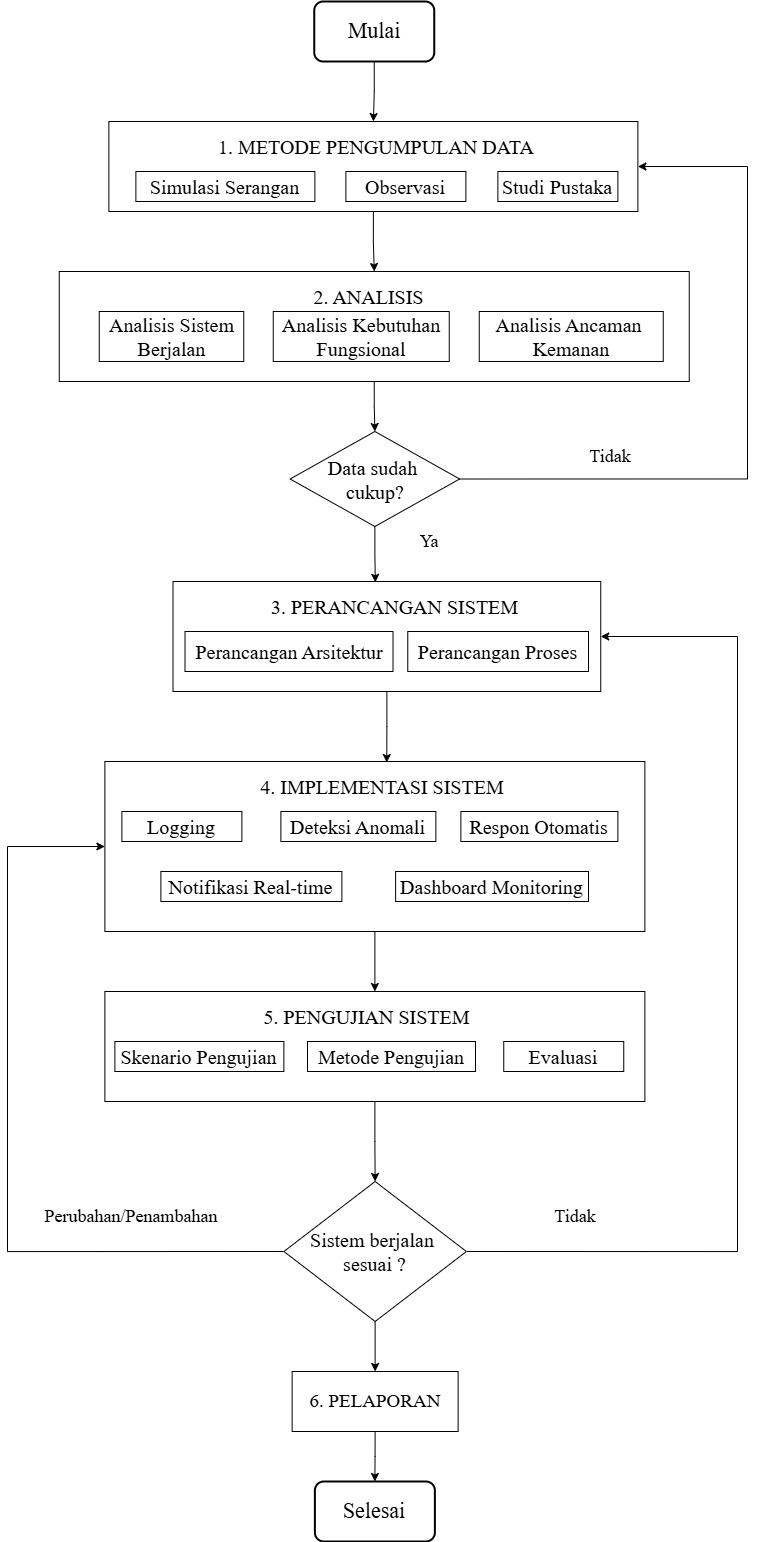 Mulai
1. METODE PENGUMPULAN DATA
Simulasi Serangan
Observasi
Studi Pustaka
2. ANALISIS
Analisis Sistem
Berjalan
Analisis Kebutuhan
Fungsional
Analisis Ancaman
Kemanan
Data sudah
cukup?
Tidak
Ya
3. PERANCANGAN SISTEM
Perancangan Arsitektur
Perancangan Proses
4. IMPLEMENTASI SISTEM
Logging
Deteksi Anomali
Respon Otomatis
Notifikasi Real-time
Dashboard Monitoring
5. PENGUJIAN SISTEM
Skenario Pengujian
Metode Pengujian
Evaluasi
Perubahan/Penambahan
Tidak
Sistem berjalan
sesuai ?
6. PELAPORAN
Selesai